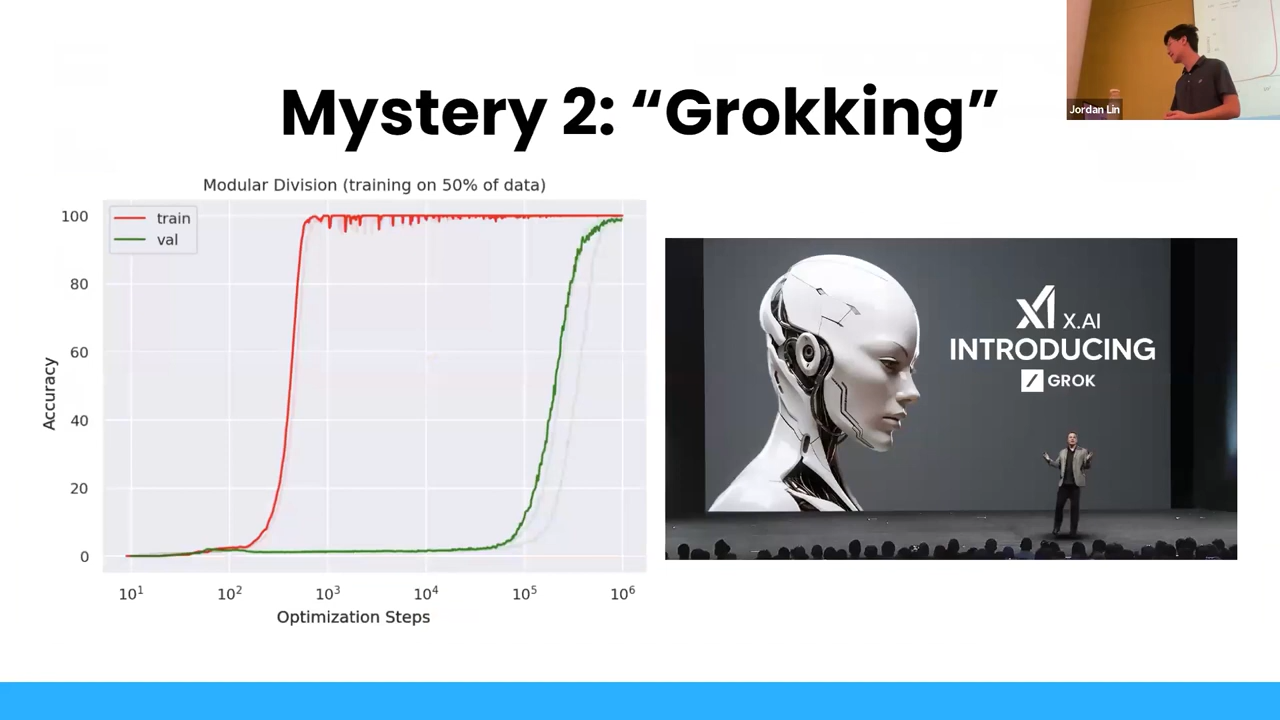 Jordan Lin
Mystery 2: “Grokking”
Modular Division (training on 50% of data)
train
val
100
80
60
40
20
0
Accuracy
10¹
10²
10³
10⁴
10⁵
10⁶
Optimization Steps
X.AI
INTRODUCING
GROK